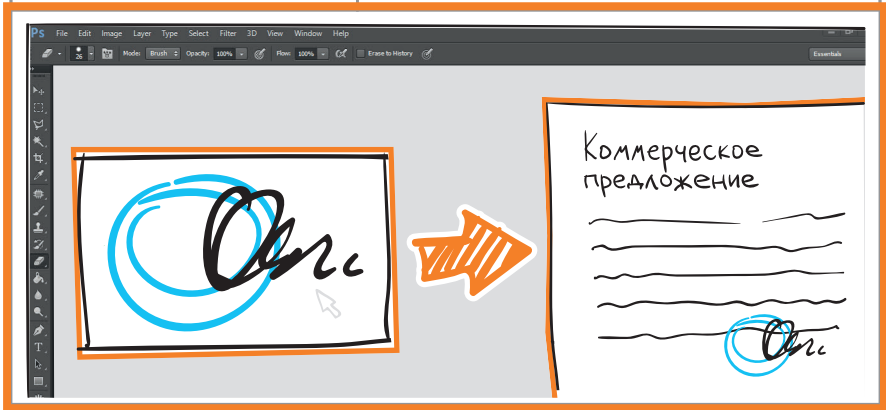 Ps File Edit Image Layer Type Select Filter 3D View Window Help
26 Mode: Brush Opacity: 100% Flow: 100% Erase to History Essentials
Коммерческое
предложение
T